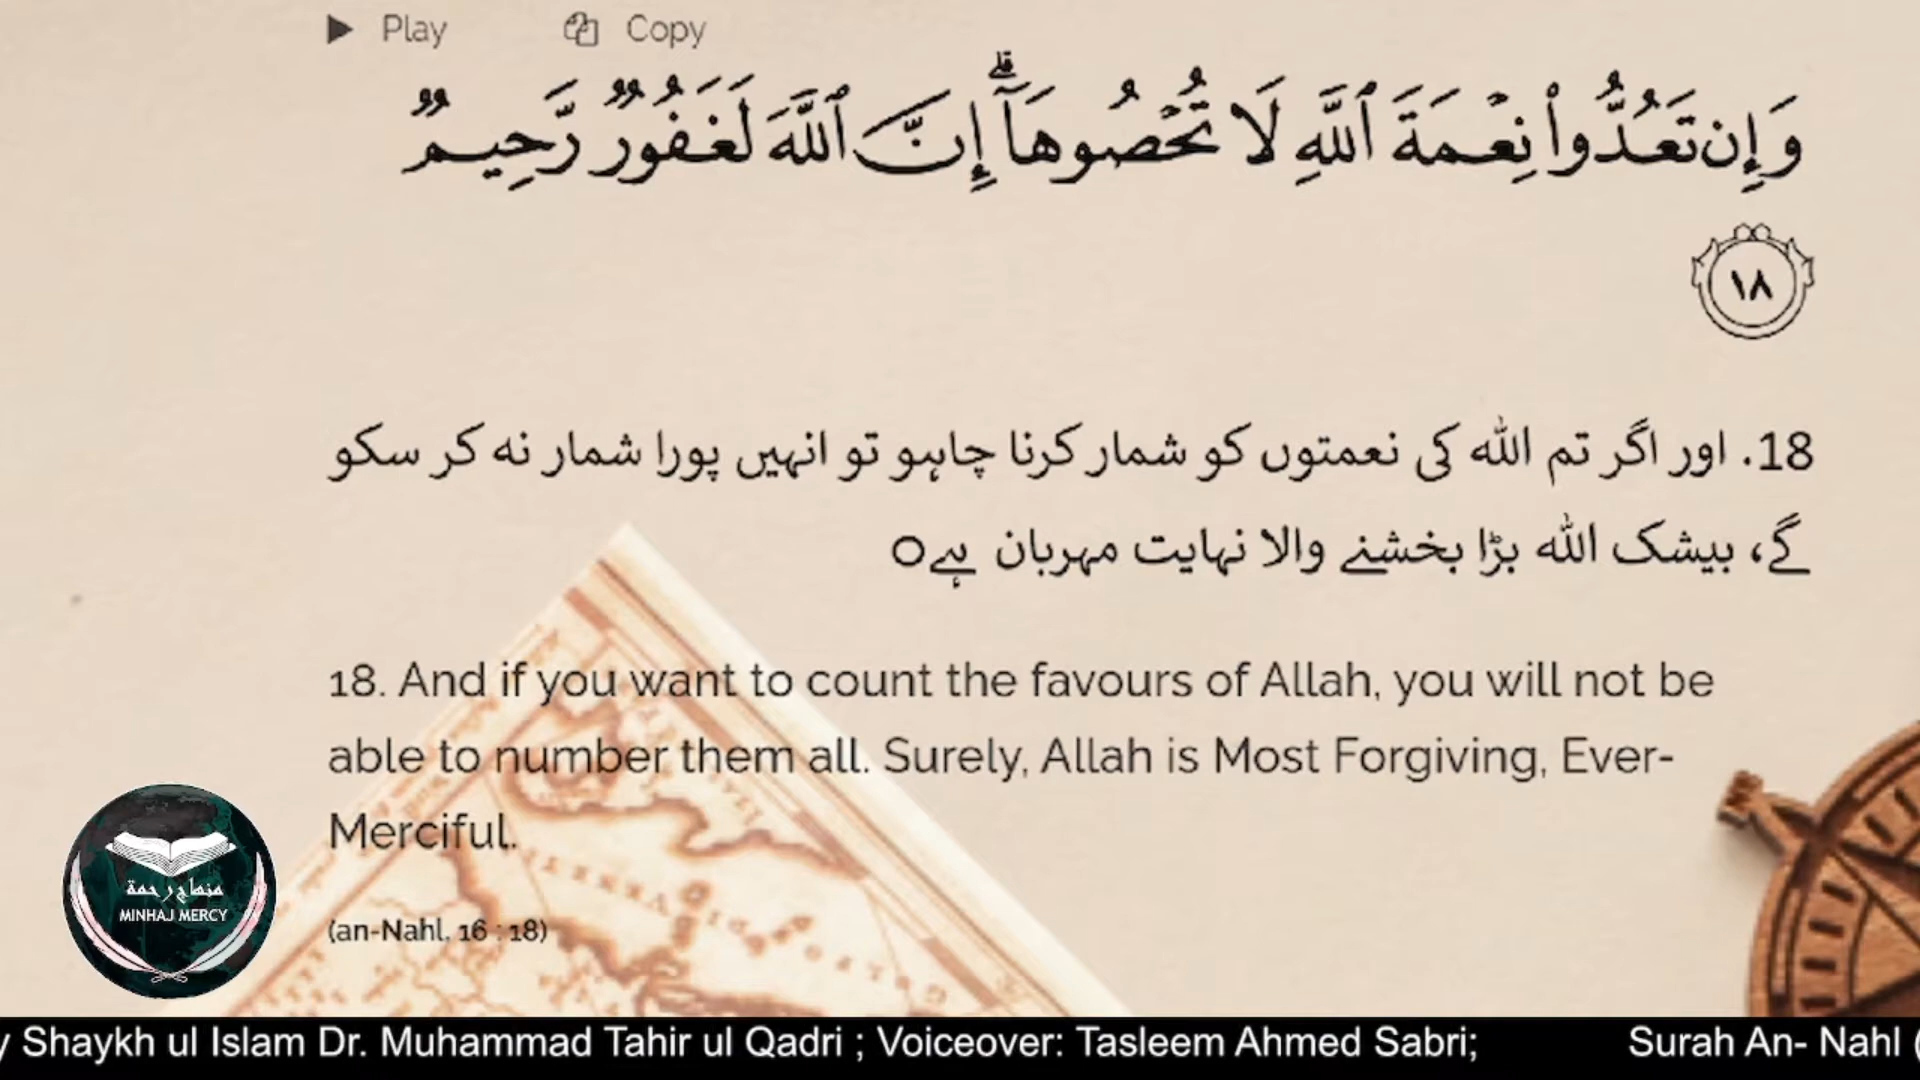 Play Copy
وَإِن تَعُدُّوا۟ نِعْمَةَ ٱللَّهِ لَا تُحْصُوهَآ ۗ إِنَّ ٱللَّهَ لَغَفُورٌ رَّحِيمٌ
١٨
18. اور اگر تم اللہ کی نعمتوں کو شمار کرنا چاہو تو انہیں پورا شمار نہ کر سکو
گے، بیشک اللہ بڑا بخشنے والا نہایت مہربان ہےo
18. And if you want to count the favours of Allah, you will not be
able to number them all. Surely, Allah is Most Forgiving, Ever-
Merciful.
(an-Nahl, 16 : 18)
منهاج رحمة
MINHAJ MERCY
y Shaykh ul Islam Dr. Muhammad Tahir ul Qadri ; Voiceover: Tasleem Ahmed Sabri; Surah An- Nahl (